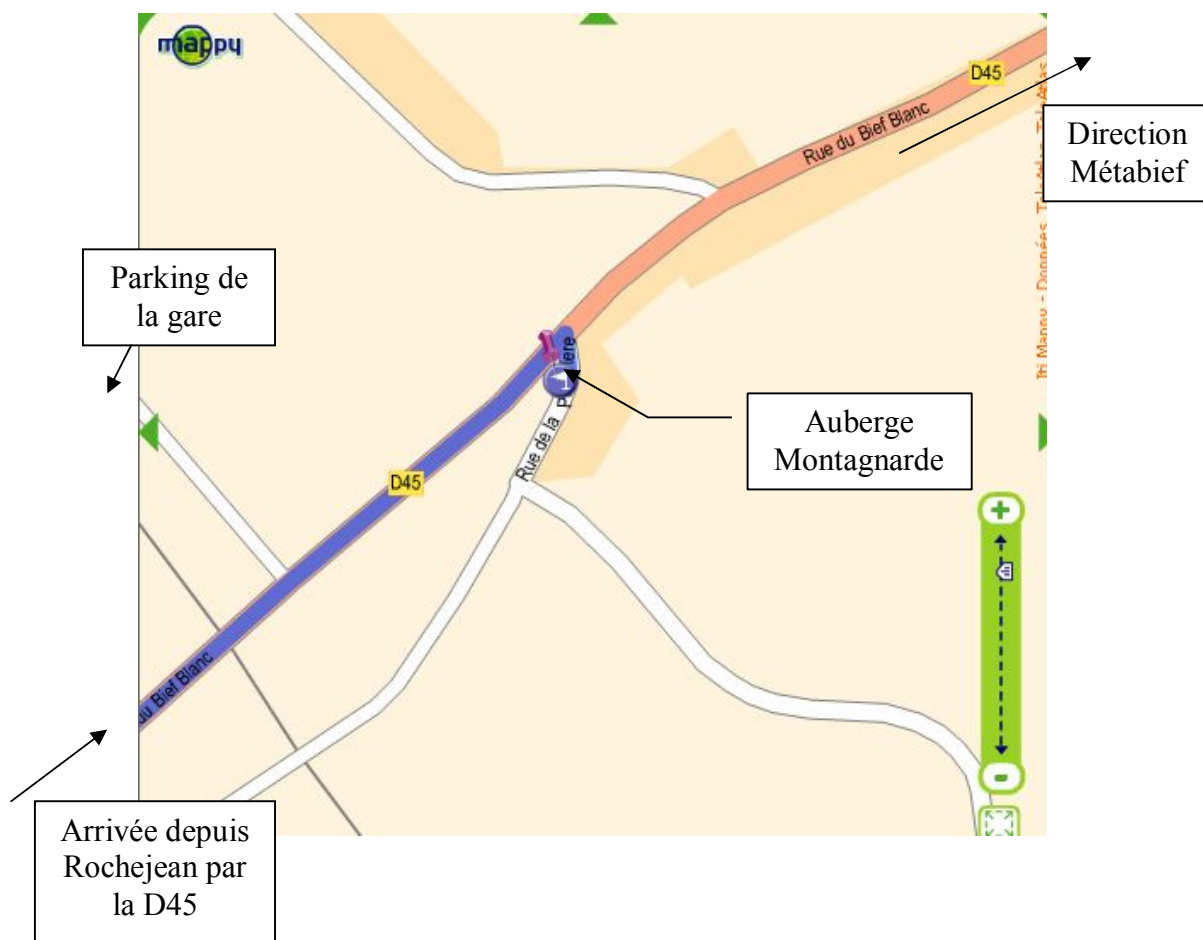 mappy
D45
Rue du Bief Blanc
Direction
Métabief
Parking de
la gare
Auberge
Montagnarde
D45
Rue de la
du Bief Blanc
Arrivée depuis
Rochejean par
la D45